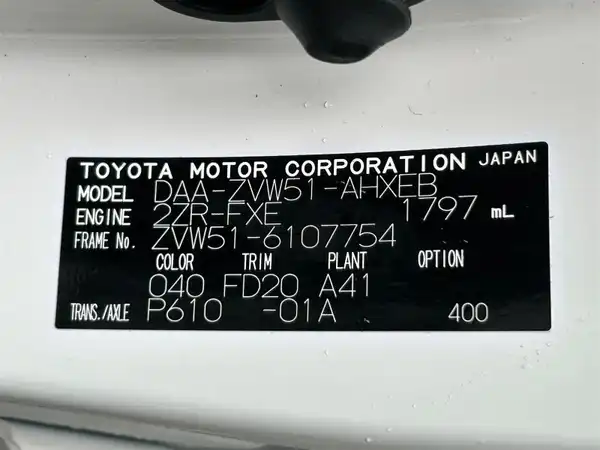 TOYOTA MOTOR CORPORATION JAPAN
MODEL DAA-ZVW51-AHXEB
ENGINE 2ZR-FXE 1797 mL
FRAME No. ZVW51-6107754
COLOR TRIM PLANT OPTION
040 FD20 A41
TRANS./AXLE P610 -01A 400